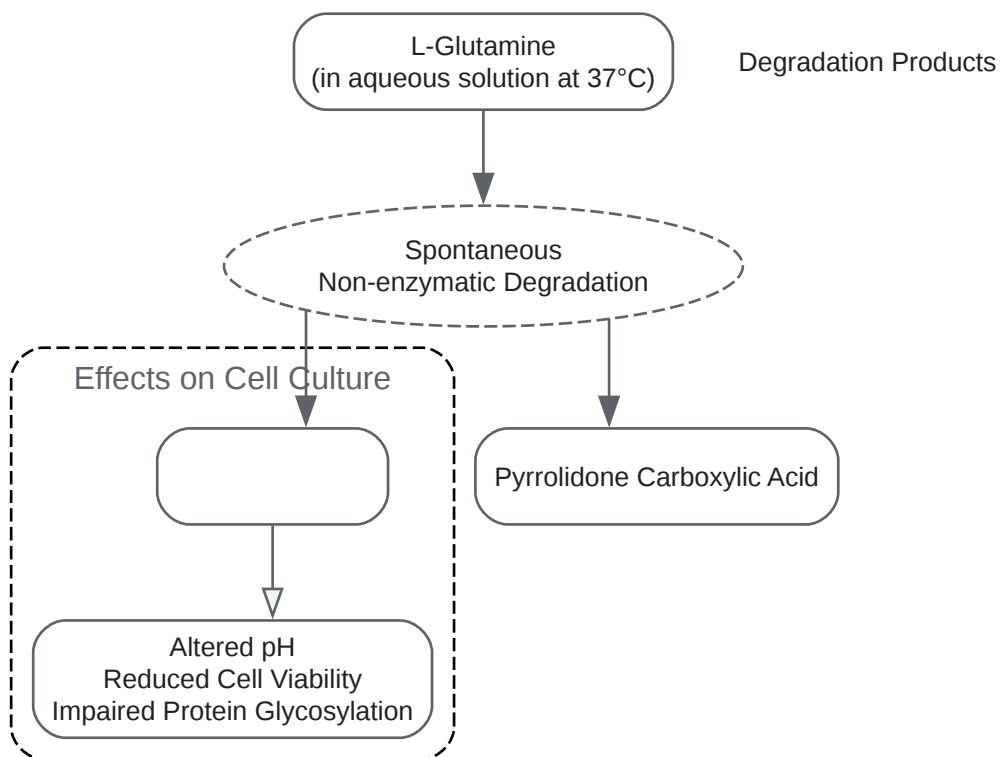 L-Glutamine
(in aqueous solution at 37°C)
Degradation Products
Spontaneous
Non-enzymatic Degradation
Effects on Cell Culture
Pyrrolidone Carboxylic Acid
Altered pH
Reduced Cell Viability
Impaired Protein Glycosylation